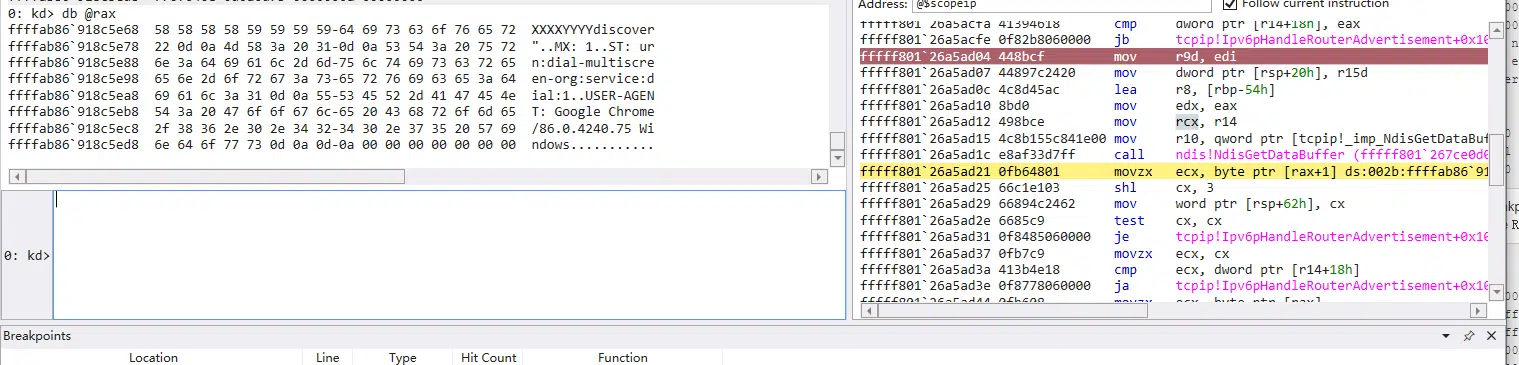 0: kd> db @rax
ffffab86`918c5e68 58 58 58 58 59 59 59 59-64 69 73 63 6f 76 65 72 XXXXYYYYdiscover
ffffab86`918c5e78 22 0d 0a 4d 58 3a 20 31-0d 0a 53 54 3a 20 75 72 "..MX: 1..ST: ur
ffffab86`918c5e88 6e 3a 64 69 61 6c 2d 6d-75 6c 74 69 73 63 72 65 n:dial-multiscre
ffffab86`918c5e98 65 6e 2d 6f 72 67 3a 73-65 72 76 69 63 65 3a 64 en-org:service:d
ffffab86`918c5ea8 69 61 6c 3a 31 0d 0a 55-53 45 52 2d 41 47 45 4e ial:1..USER-AGEN
ffffab86`918c5eb8 54 3a 20 47 6f 6f 67 6c-65 20 43 68 72 6f 6d 65 T: Google Chrome
ffffab86`918c5ec8 2f 38 36 2e 30 2e 34 32-34 30 2e 37 35 20 57 69 /86.0.4240.75 Wi
ffffab86`918c5ed8 6e 64 6f 77 73 0d 0a 0d-0a 00 00 00 00 00 00 00 ndows...........
0: kd>
Address: @$scopeip
Follow current instruction
fffff801`26a5acfa 41394618 cmp dword ptr [r14+18h], eax
fffff801`26a5acfe 0f82b8060000 jb tcpip!Ipv6pHandleRouterAdvertisement+0x10
fffff801`26a5ad04 448bcf mov r9d, edi
fffff801`26a5ad07 44897c2420 mov dword ptr [rsp+20h], r15d
fffff801`26a5ad0c 4c8d45ac lea r8, [rbp-54h]
fffff801`26a5ad10 8bd0 mov edx, eax
fffff801`26a5ad12 498bce mov rcx, r14
fffff801`26a5ad15 4c8b155c841e00 mov r10, qword ptr [tcpip!_imp_NdisGetDataBuf
fffff801`26a5ad1c e8af33d7ff call ndis!NdisGetDataBuffer (fffff801`267ce0d0
fffff801`26a5ad21 0fb64801 movzx ecx, byte ptr [rax+1] ds:002b:ffffab86`91
fffff801`26a5ad25 66c1e103 shl cx, 3
fffff801`26a5ad29 66894c2462 mov word ptr [rsp+62h], cx
fffff801`26a5ad2e 6685c9 test cx, cx
fffff801`26a5ad31 0f8485060000 je tcpip!Ipv6pHandleRouterAdvertisement+0x10
fffff801`26a5ad37 0fb7c9 movzx ecx, cx
fffff801`26a5ad3a 413b4e18 cmp ecx, dword ptr [r14+18h]
fffff801`26a5ad3e 0f8778060000 ja tcpip!Ipv6pHandleRouterAdvertisement+0x10
Breakpoints
Location Line Type Hit Count Function